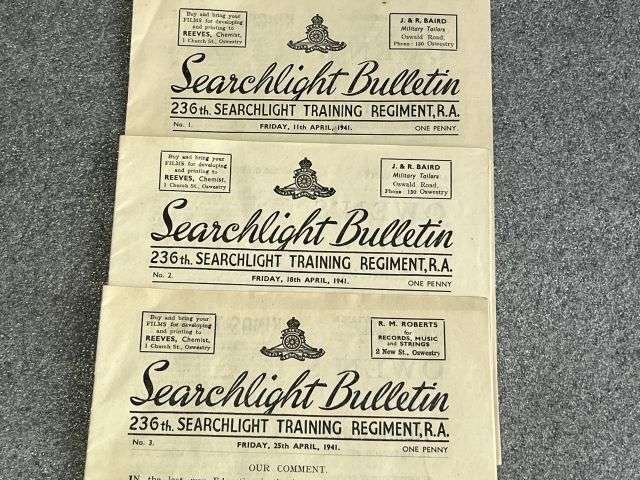 Buy and bring your
FILMS for developing
and printing to
REEVES, Chemist,
1 Church St., Oswestry
J. & R. BAIRD
Military Tailors
Oswald Road,
Phone : 130 Oswestry
Searchlight Bulletin
236th. SEARCHLIGHT TRAINING REGIMENT, R.A.
No. 1. FRIDAY, 11th APRIL, 1941. ONE PENNY.
Buy and bring your
FILMS for developing
and printing to
REEVES, Chemist,
1 Church St., Oswestry
J. & R. BAIRD
Military Tailors
Oswald Road,
Phone : 130 Oswestry
Searchlight Bulletin
236th. SEARCHLIGHT TRAINING REGIMENT, R.A.
No. 2. FRIDAY, 18th APRIL, 1941. ONE PENNY
Buy and bring your
FILMS for developing
and printing to
REEVES, Chemist,
1 Church St., Oswestry
R. M. ROBERTS
for
RECORDS, MUSIC
and STRINGS
2 New St., Oswestry
Searchlight Bulletin
236th. SEARCHLIGHT TRAINING REGIMENT, R.A.
No. 3. FRIDAY, 25th APRIL, 1941. ONE PENNY
OUR COMMENT.
IN the last war